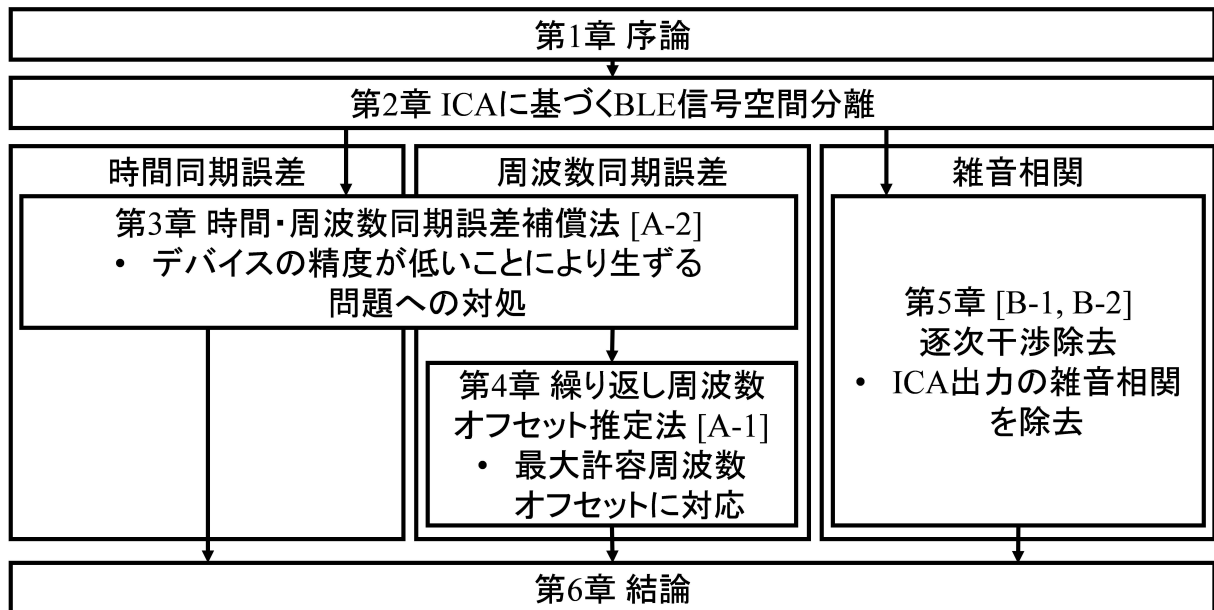 第1章 序論
第2章 ICAに基づくBLE信号空間分離
時間同期誤差
周波数同期誤差
雑音相関
第3章 時間・周波数同期誤差補償法 [A-2]
• デバイスの精度が低いことにより生ずる
問題への対処
第4章 繰り返し周波数
オフセット推定法 [A-1]
• 最大許容周波数
オフセットに対応
第5章 [B-1, B-2]
逐次干渉除去
• ICA出力の雑音相関
を除去
第6章 結論